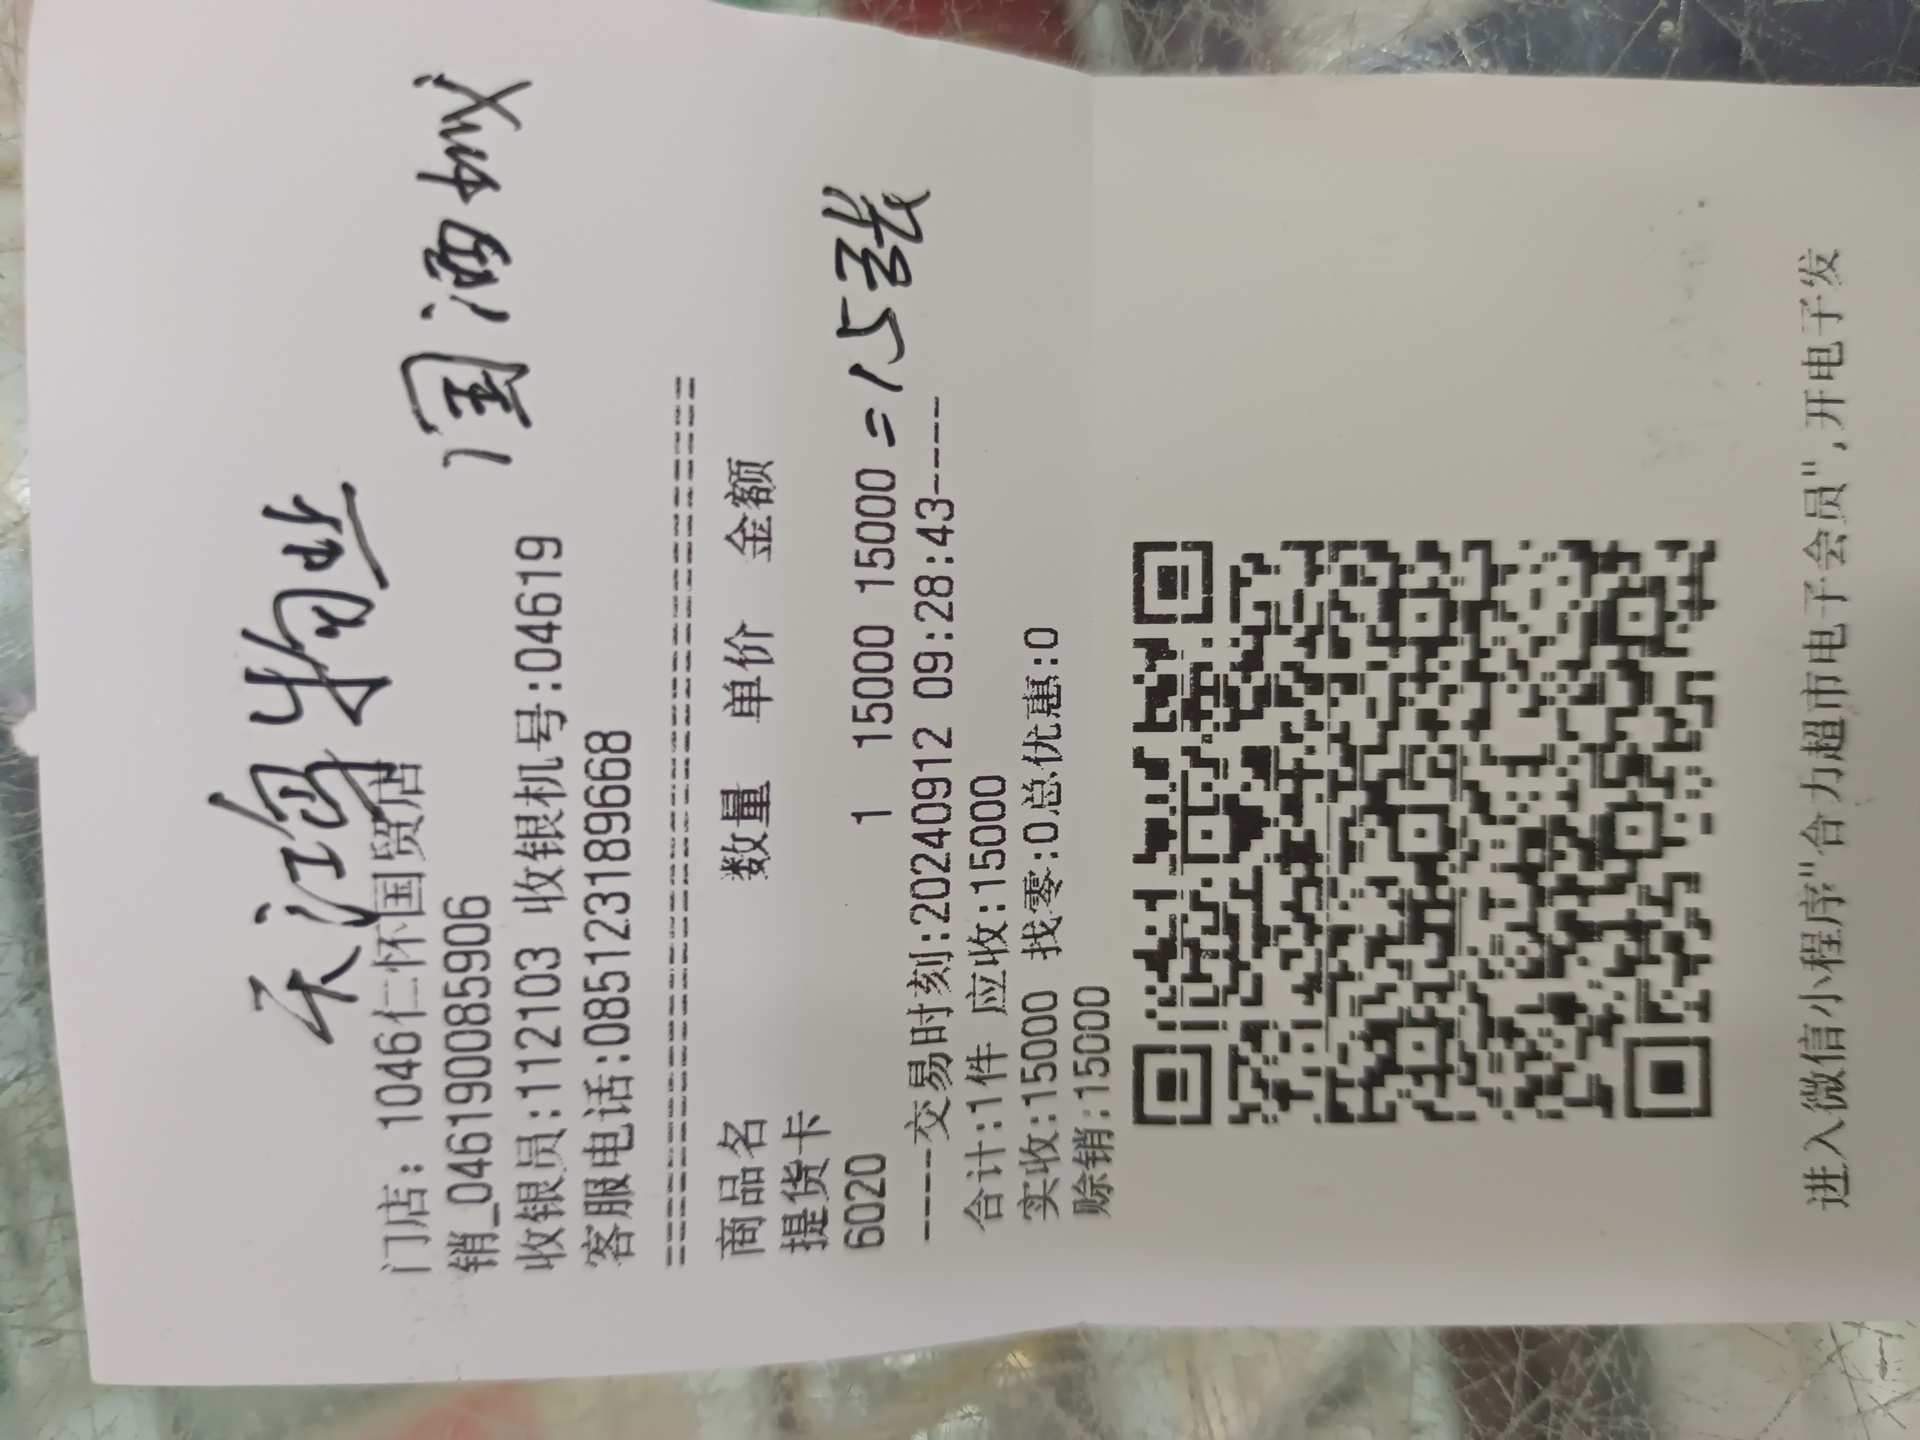 天鸿物业
国酒城
门店: 1046仁怀国贸店
销_046190085906
收银员:112103 收银机号:04619
客服电话:085123189668
================================
商品名 数量 单价 金额
提货卡
6020 1 15000 15000 =15张
----交易时刻:20240912 09:28:43-----
合计:1件 应收:15000
实收:15000 找零:0总优惠:0
赊销:15000
进入微信小程序"合力超市电子会员",开电子发